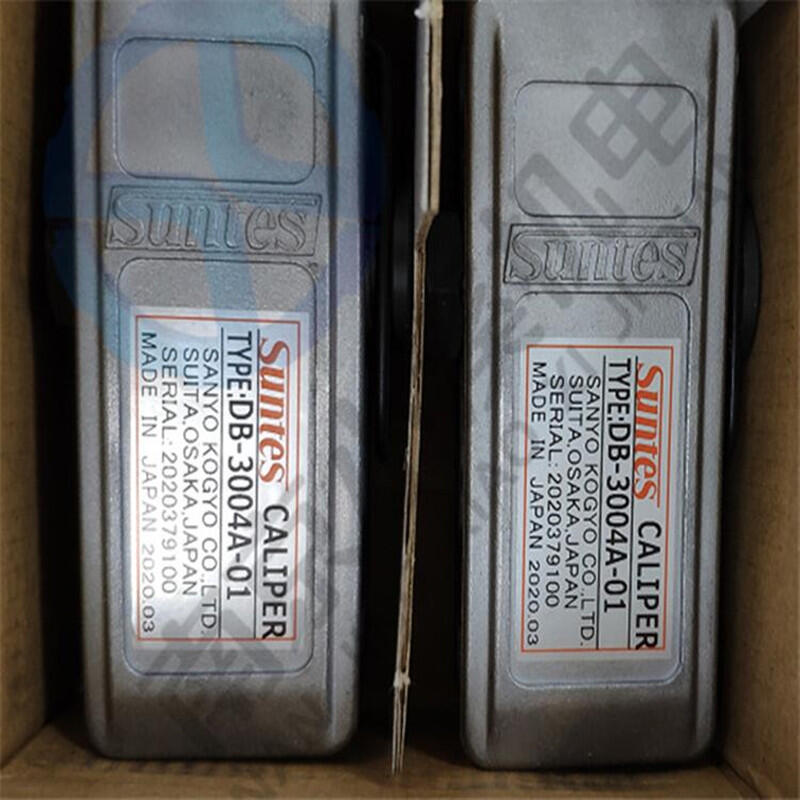 Suntes
Suntes CALIPER
TYPE:DB-3004A-01
SANYO KOGYO CO.,LTD.
SUITA.OSAKA,JAPAN
SERIAL: 2020379100
MADE IN JAPAN 2020.03
Suntes
Suntes CALIPER
TYPE:DB-3004A-01
SANYO KOGYO CO.,LTD.
SUITA.OSAKA,JAPAN
SERIAL: 2020379100
MADE IN JAPAN 2020.03
机电